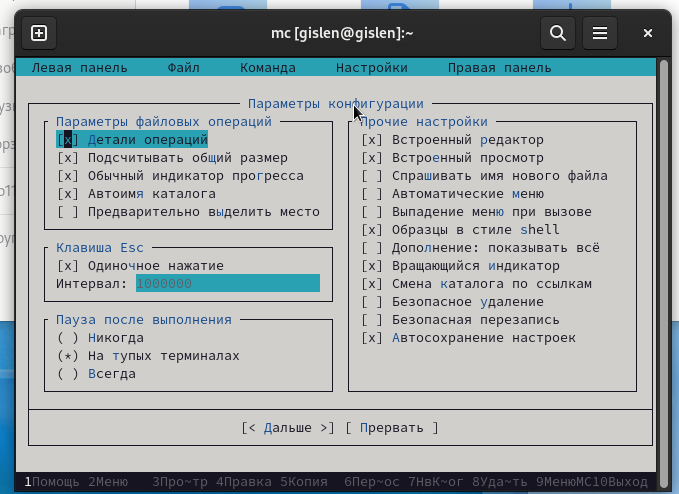 mc [gislen@gislen]:~
Левая панель Файл Команда Настройки Правая панель
Параметры конфигурации
Параметры файловых операций
[x] Детали операций
[x] Подсчитывать общий размер
[x] Обычный индикатор прогресса
[x] Автоимя каталога
[ ] Предварительно выделить место
Клавиша Esc
[x] Одиночное нажатие
Интервал: 1000000
Пауза после выполнения
( ) Никогда
(*) На тупых терминалах
( ) Всегда
Прочие настройки
[x] Встроенный редактор
[x] Встроенный просмотр
[ ] Спрашивать имя нового файла
[ ] Автоматические меню
[ ] Выпадение меню при вызове
[x] Образцы в стиле shell
[ ] Дополнение: показывать всё
[x] Вращающийся индикатор
[x] Смена каталога по ссылкам
[ ] Безопасное удаление
[ ] Безопасная перезапись
[x] Автосохранение настроек
[< Дальше >] [ Прервать ]
1Помощь 2Меню 3Про~тр 4Правка 5Копия 6Пер~ос 7НвК~ог 8Уда~ть 9МенюMC10Выход